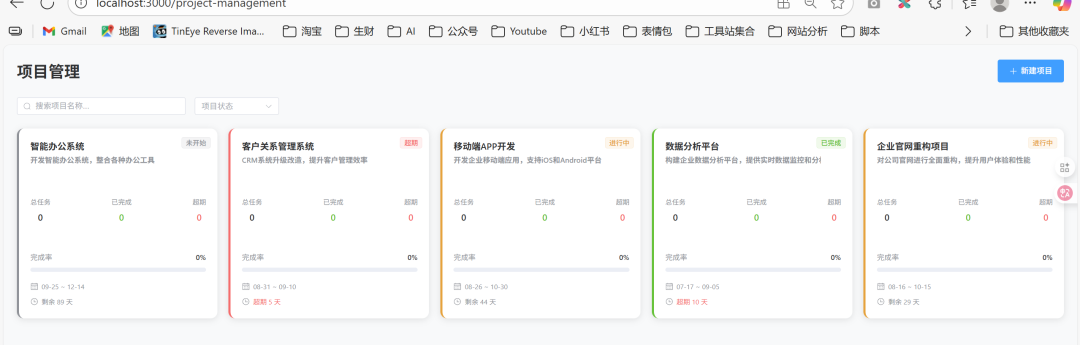 localhost:3000/project-management
Gmail 地图 TinEye Reverse Ima... 淘宝 生财 AI 公众号 Youtube 小红书 表情包 工具站集合 网站分析 脚本 其他收藏夹
项目管理
+ 新建项目
搜索项目名称... 项目状态
智能办公系统 未开始
开发智能办公系统，整合各种办公工具
总任务 已完成 超期
0 0 0
完成率 0%
09-25 ~ 12-14
剩余 89 天
客户关系管理系统 超期
CRM系统升级改造，提升客户管理效率
总任务 已完成 超期
0 0 0
完成率 0%
08-31 ~ 09-10
超期 5 天
移动端APP开发 进行中
开发企业移动端应用，支持iOS和Android平台
总任务 已完成 超期
0 0 0
完成率 0%
08-26 ~ 10-30
剩余 44 天
数据分析平台 已完成
构建企业数据分析平台，提供实时数据监控和分
总任务 已完成 超期
0 0 0
完成率 0%
07-17 ~ 09-05
超期 10 天
企业官网重构项目 进行中
对公司官网进行全面重构，提升用户体验和性能
总任务 已完成 超期
0 0 0
完成率 0%
08-16 ~ 10-15
剩余 29 天